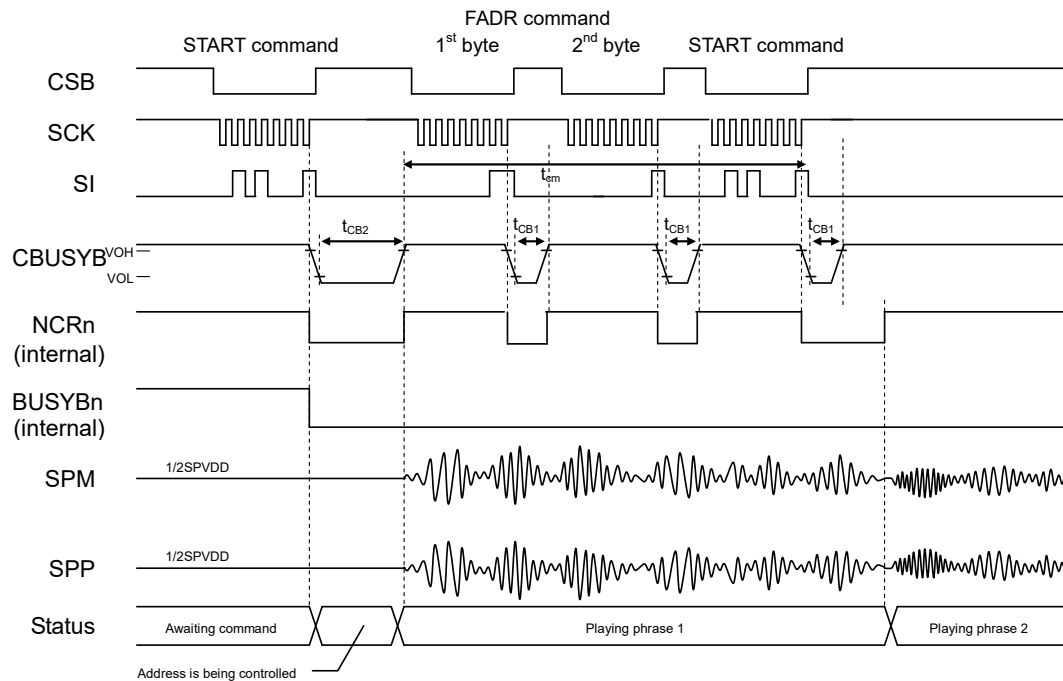 FADR command
START command 1st byte 2nd byte START command
CSB
SCK
SI
tcm
tCB2 tCB1 tCB1 tCB1
CBUSYB VOH
VOL
NCRn
(internal)
BUSYBn
(internal)
SPM 1/2SPVDD
SPP 1/2SPVDD
Status Awaiting command Playing phrase 1 Playing phrase 2
Address is being controlled